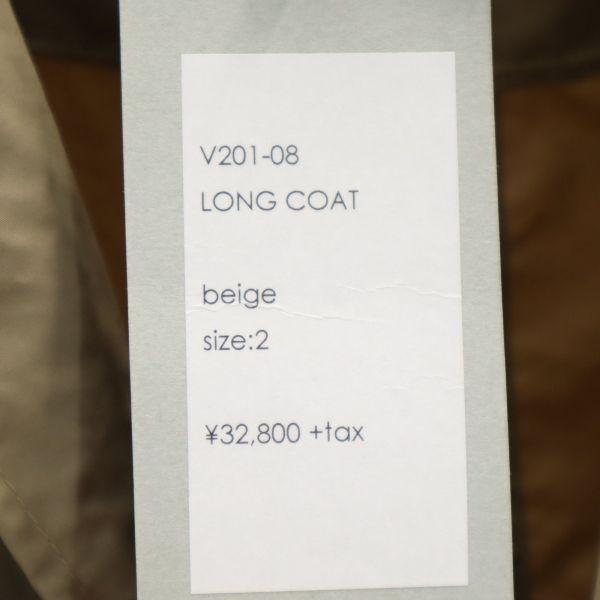 V201-08
LONG COAT
beige
size:2
¥32,800 +tax